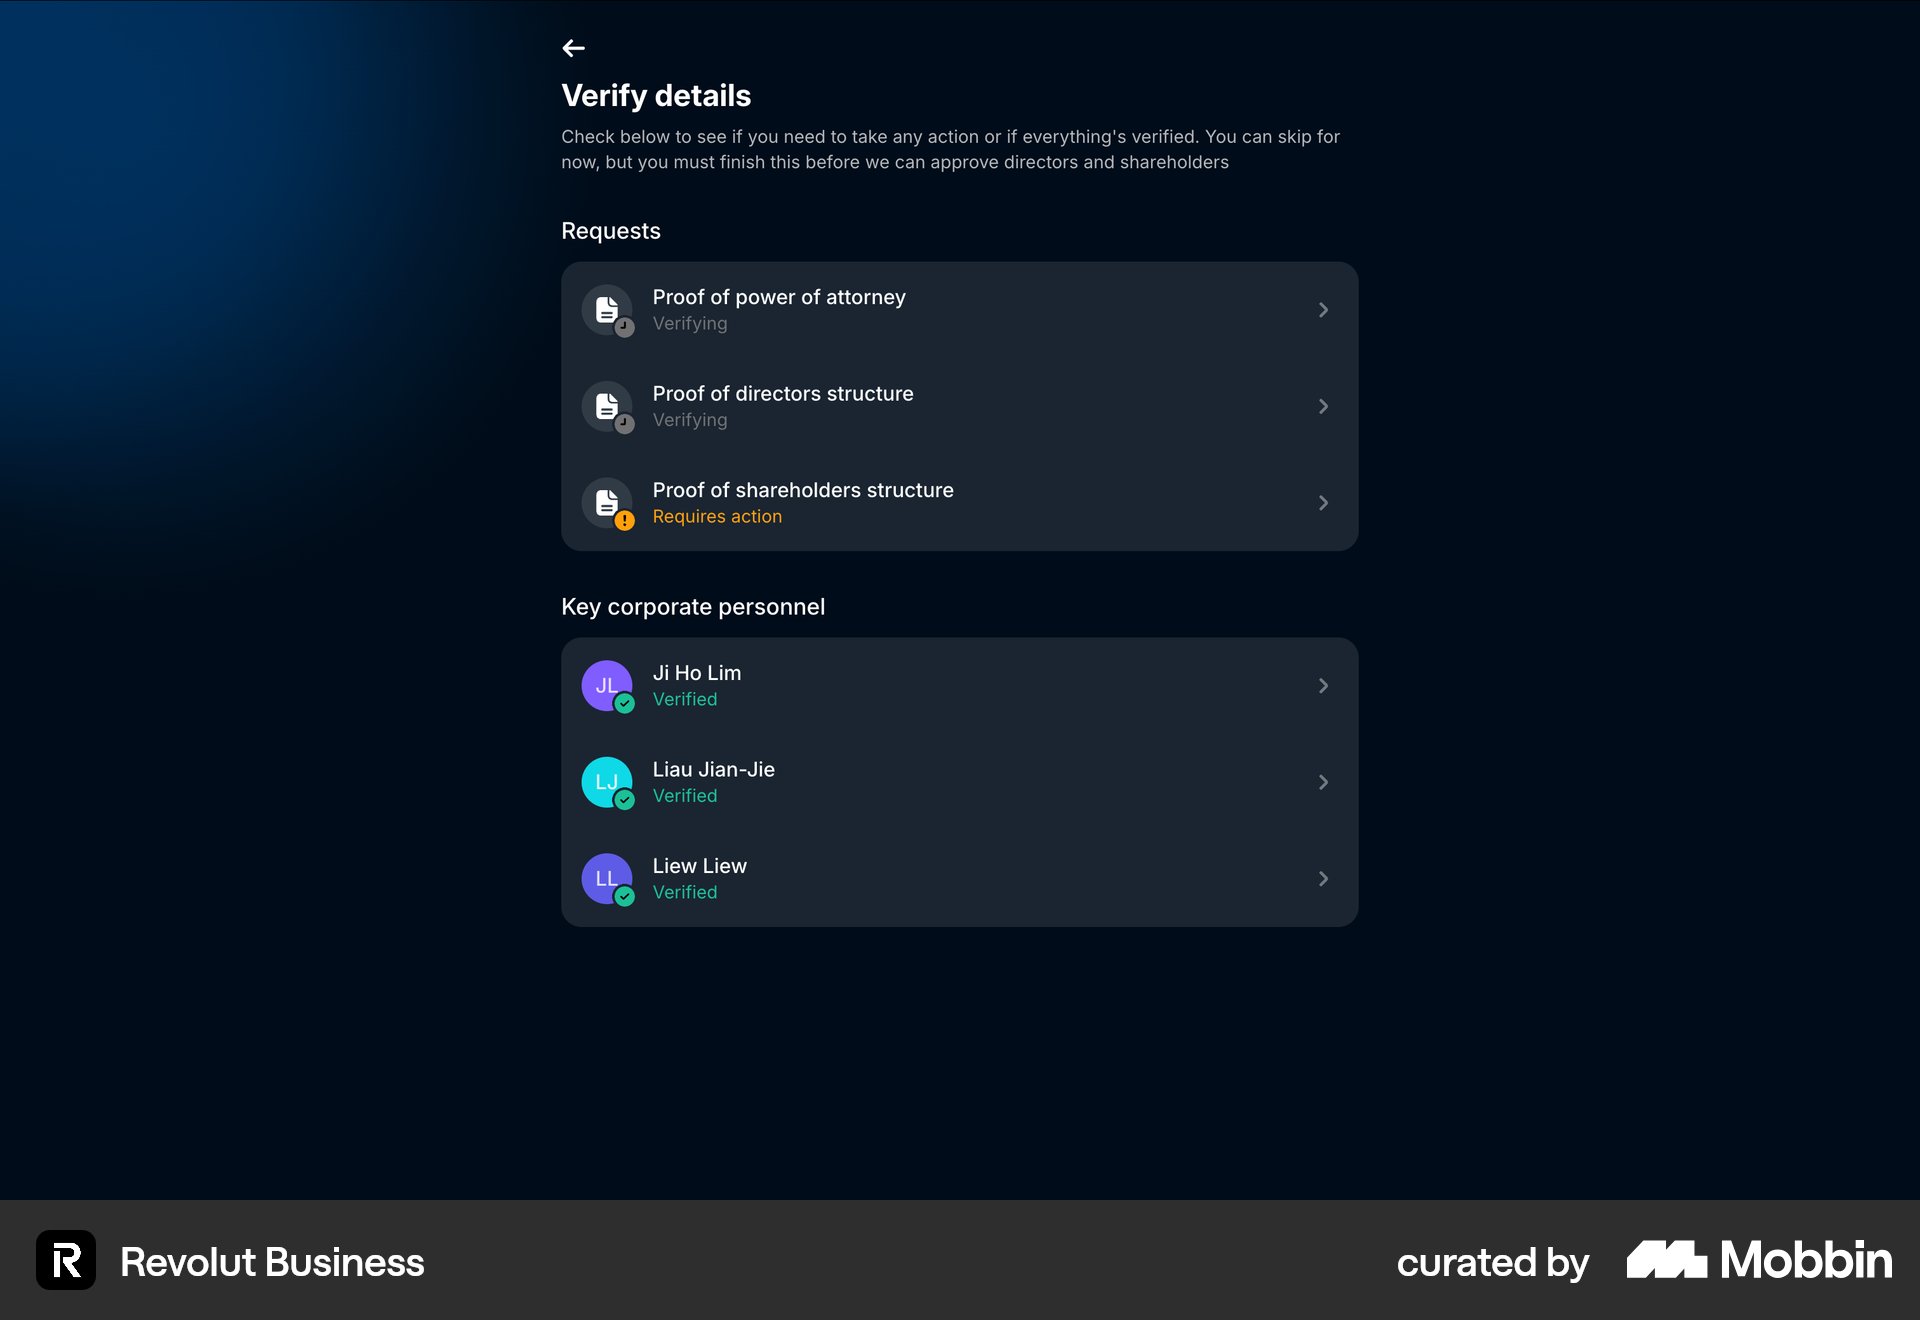 Verify details
Check below to see if you need to take any action or if everything's verified. You can skip for
now, but you must finish this before we can approve directors and shareholders
Requests
Proof of power of attorney
Verifying
Proof of directors structure
Verifying
Proof of shareholders structure
Requires action
Key corporate personnel
JL
Ji Ho Lim
Verified
LJ
Liau Jian-Jie
Verified
LL
Liew Liew
Verified
R Revolut Business
curated by Mobbin